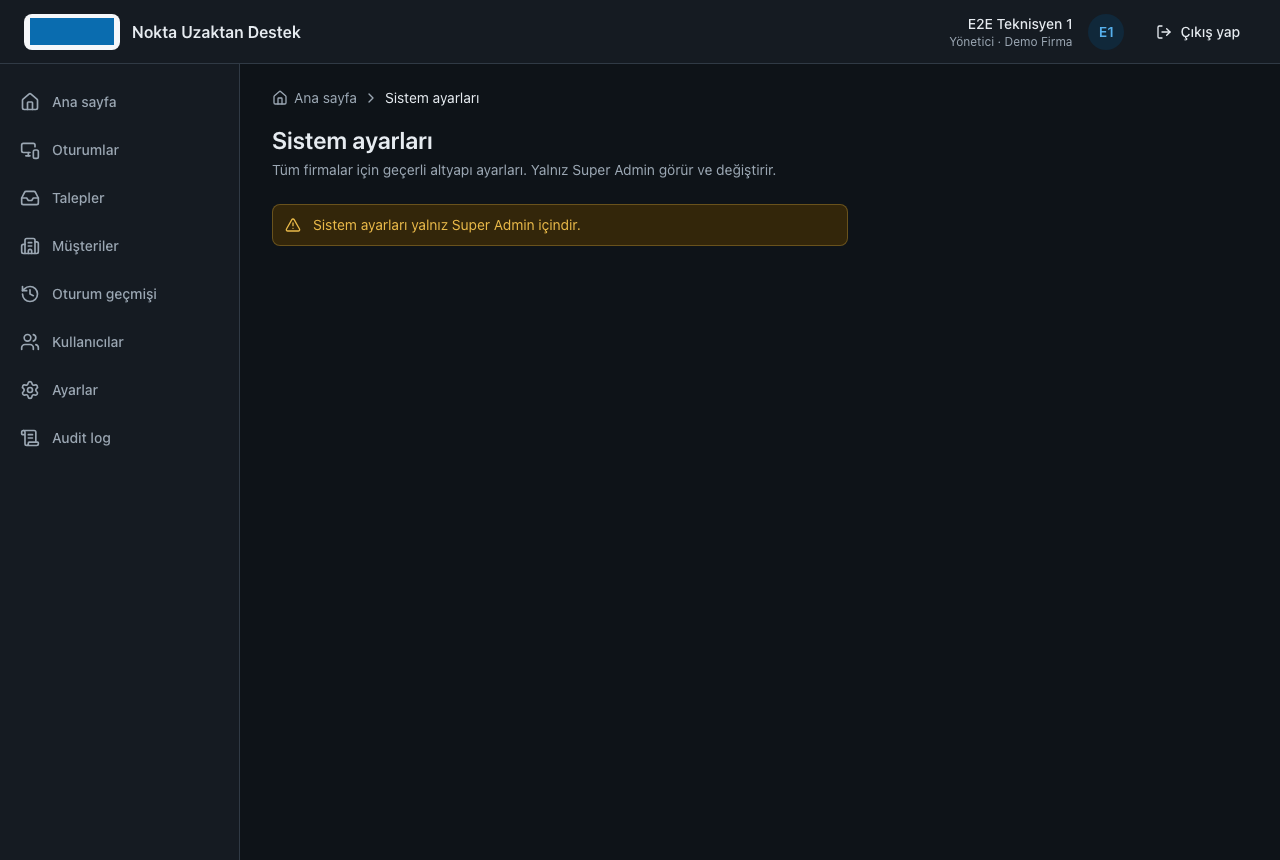 Nokta Uzaktan Destek
E2E Teknisyen 1
Yönetici · Demo Firma
E1
Çıkış yap
Ana sayfa
Oturumlar
Talepler
Müşteriler
Oturum geçmişi
Kullanıcılar
Ayarlar
Audit log
Ana sayfa > Sistem ayarları
Sistem ayarları
Tüm firmalar için geçerli altyapı ayarları. Yalnız Super Admin görür ve değiştirir.
Sistem ayarları yalnız Super Admin içindir.